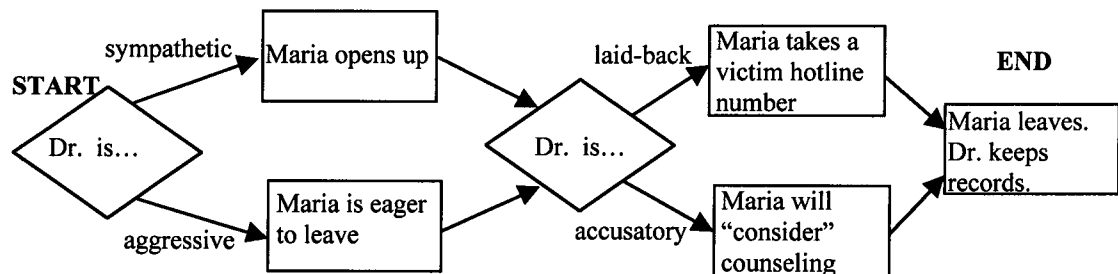 START
Dr. is...
sympathetic
Maria opens up
aggressive
Maria is eager
to leave
Dr. is...
laid-back
Maria takes a
victim hotline
number
accusatory
Maria will
“consider”
counseling
END
Maria leaves.
Dr. keeps
records.